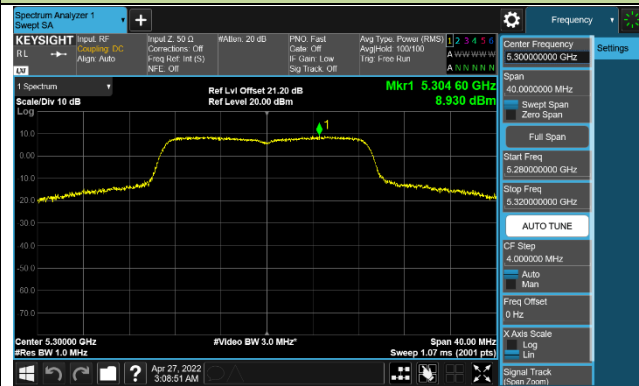 Spectrum Analyzer 1
Swept SA
Frequency
KEYSIGHT
RL
LXI
Input: RF
Coupling: DC
Align: Auto
Input Z: 50 Ω
Corrections: Off
Freq Ref: Int (S)
NFE: Off
#Atten: 20 dB
PNO: Fast
Gate: Off
IF Gain: Low
Sig Track: Off
Avg Type: Power (RMS)
Avg|Hold: 100/100
Trig: Free Run
1 2 3 4 5 6
A W W W W W
A N N N N N
1 Spectrum
Scale/Div 10 dB
Log
Ref Lvl Offset 21.20 dB
Ref Level 20.00 dBm
Mkr1 5.304 60 GHz
8.930 dBm
1
10.0
0.00
-10.0
-20.0
-30.0
-40.0
-50.0
-60.0
-70.0
Center 5.30000 GHz
#Res BW 1.0 MHz
#Video BW 3.0 MHz*
Span 40.00 MHz
Sweep 1.07 ms (2001 pts)
Apr 27, 2022
3:08:51 AM
?
Center Frequency
5.300000000 GHz
Span
40.0000000 MHz
Swept Span
Zero Span
Full Span
Start Freq
5.280000000 GHz
Stop Freq
5.320000000 GHz
AUTO TUNE
CF Step
4.000000 MHz
Auto
Man
Freq Offset
0 Hz
X Axis Scale
Log
Lin
Signal Track
(Span Zoom)
Settings